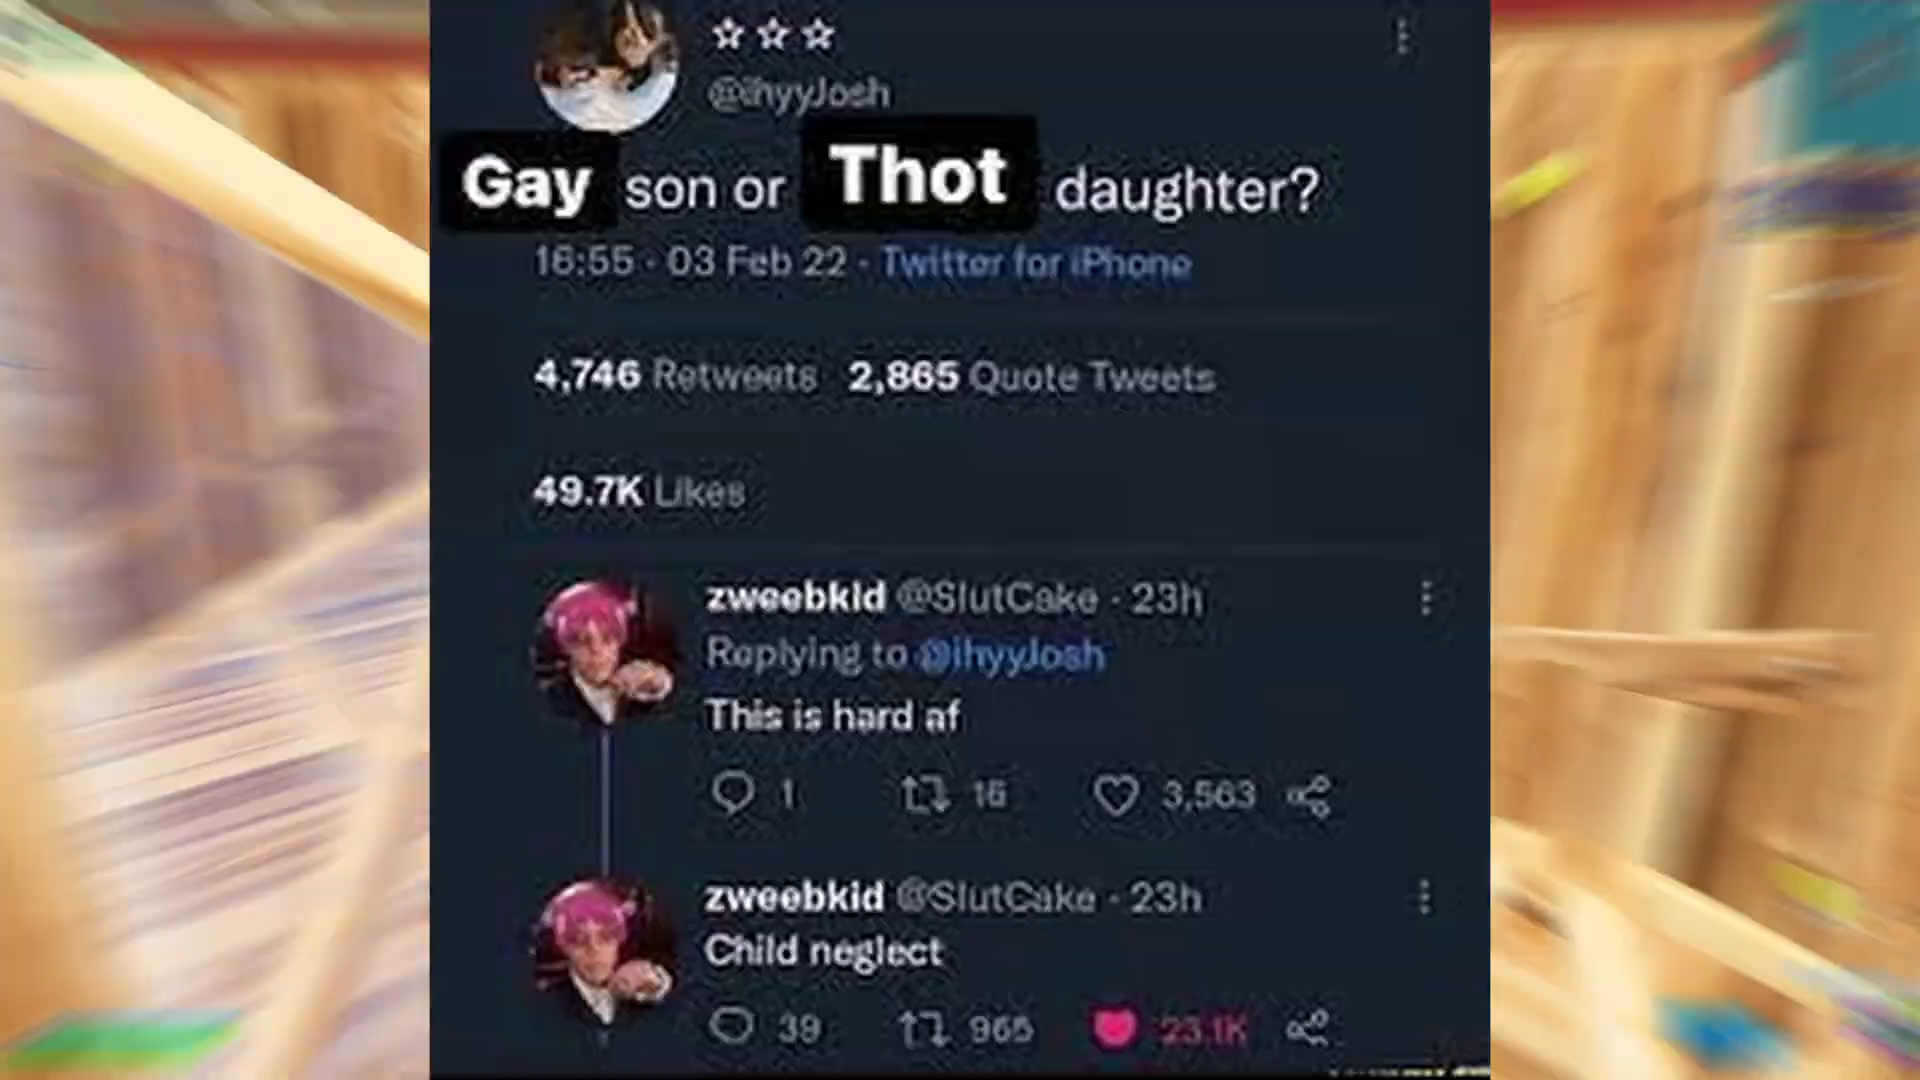 ☆☆☆
@ihyyJosh
Gay son or Thot daughter?
16:55 · 03 Feb 22 · Twitter for iPhone
4,746 Retweets 2,865 Quote Tweets
49.7K Likes
zweebkid @SlutCake · 23h
Replying to @ihyyJosh
This is hard af
1 16 3,563
zweebkid @SlutCake · 23h
Child neglect
39 965 23.1K